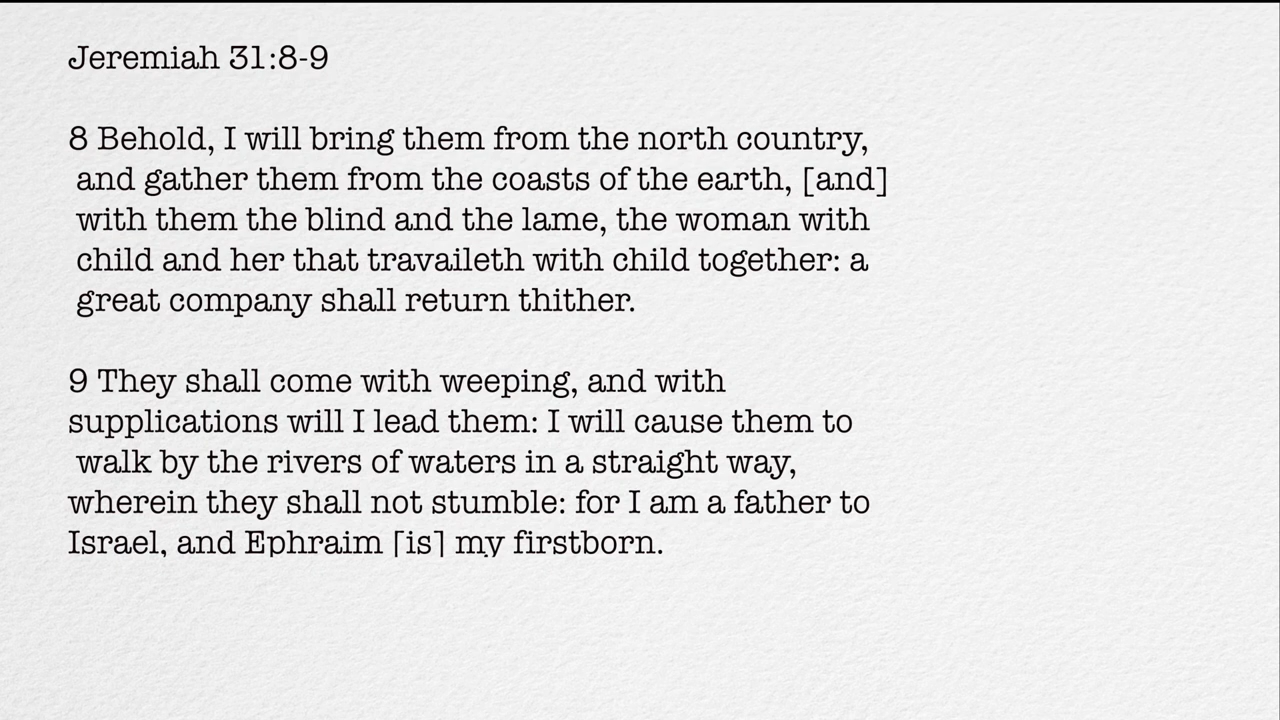 Jeremiah 31:8-9
8 Behold, I will bring them from the north country,
and gather them from the coasts of the earth, [and]
with them the blind and the lame, the woman with
child and her that travaileth with child together: a
great company shall return thither.
9 They shall come with weeping, and with
supplications will I lead them: I will cause them to
walk by the rivers of waters in a straight way,
wherein they shall not stumble: for I am a father to
Israel, and Ephraim [is] my firstborn.